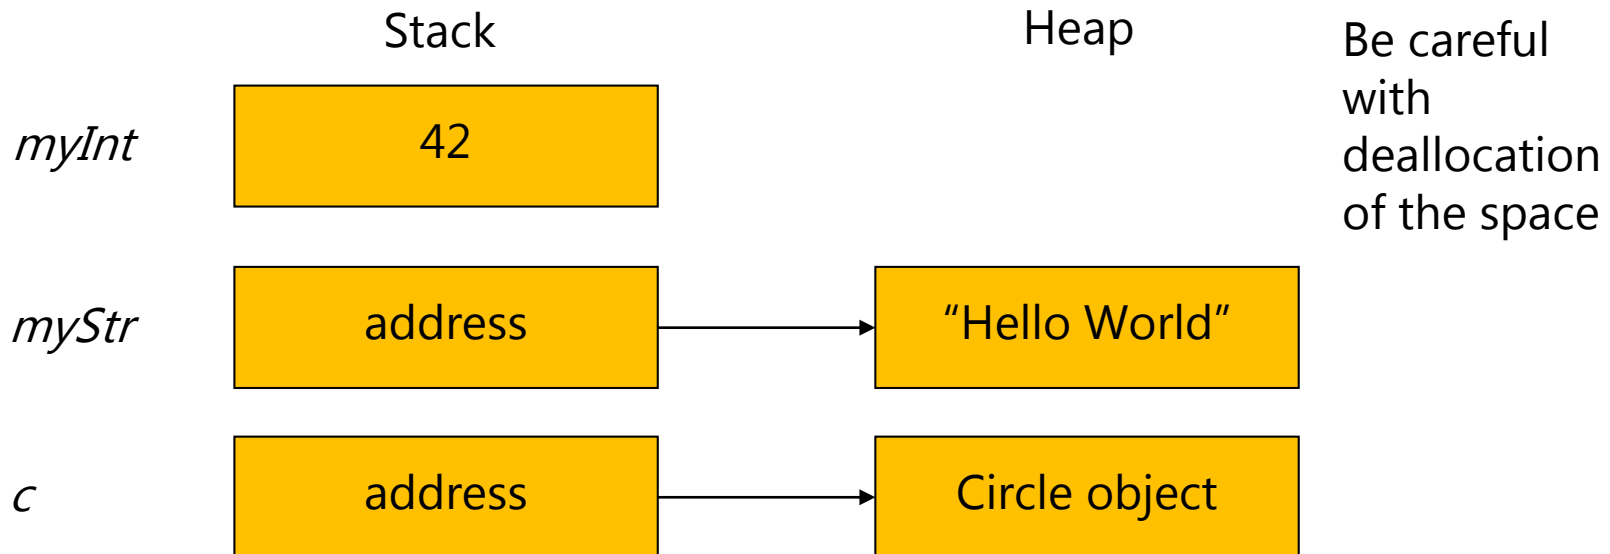 Stack
Heap
Be careful
with
deallocation
of the space
myInt
42
myStr
address
“Hello World”
c
address
Circle object